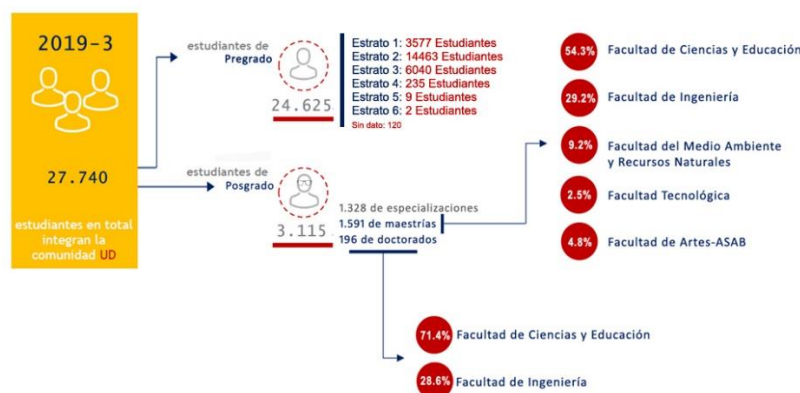 2019-3
27.740
estudiantes en total
integran la
comunidad UD
estudiantes de
Pregrado
24.625
Estrato 1: 3577 Estudiantes
Estrato 2: 14463 Estudiantes
Estrato 3: 6040 Estudiantes
Estrato 4: 235 Estudiantes
Estrato 5: 9 Estudiantes
Estrato 6: 2 Estudiantes
Sin dato: 120
estudiantes de
Posgrado
3.115
1.328 de especializaciones
1.591 de maestrías
196 de doctorados
54.3% Facultad de Ciencias y Educación
29.2% Facultad de Ingeniería
9.2% Facultad del Medio Ambiente
y Recursos Naturales
2.5% Facultad Tecnológica
4.8% Facultad de Artes-ASAB
71.4% Facultad de Ciencias y Educación
28.6% Facultad de Ingeniería